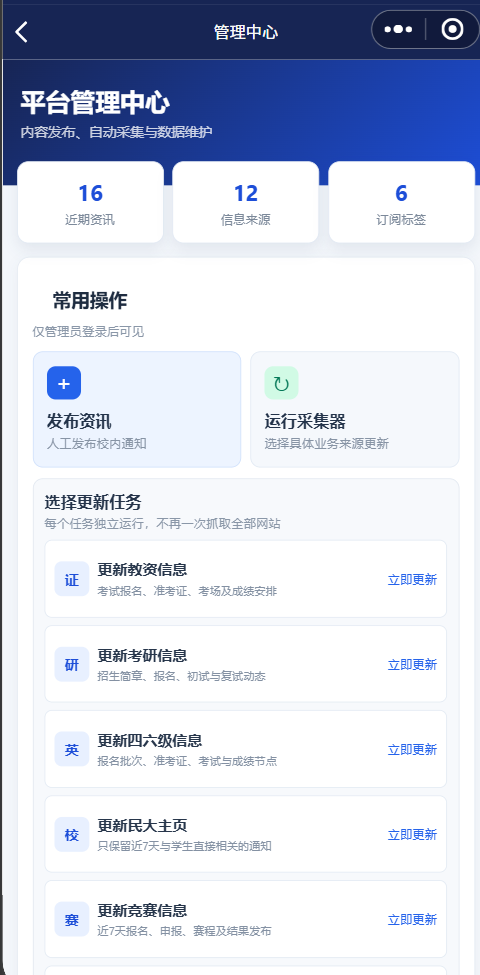 管理中心
平台管理中心
内容发布、自动采集与数据维护
16
近期资讯
12
信息来源
6
订阅标签
常用操作
仅管理员登录后可见
+
发布资讯
人工发布校内通知
↻
运行采集器
选择具体业务来源更新
选择更新任务
每个任务独立运行，不再一次抓取全部网站
证
更新教资信息
考试报名、准考证、考场及成绩安排
立即更新
研
更新考研信息
招生简章、报名、初试与复试动态
立即更新
英
更新四六级信息
报名批次、准考证、考试与成绩节点
立即更新
校
更新民大主页
只保留近7天与学生直接相关的通知
立即更新
赛
更新竞赛信息
近7天报名、申报、赛程及结果发布
立即更新